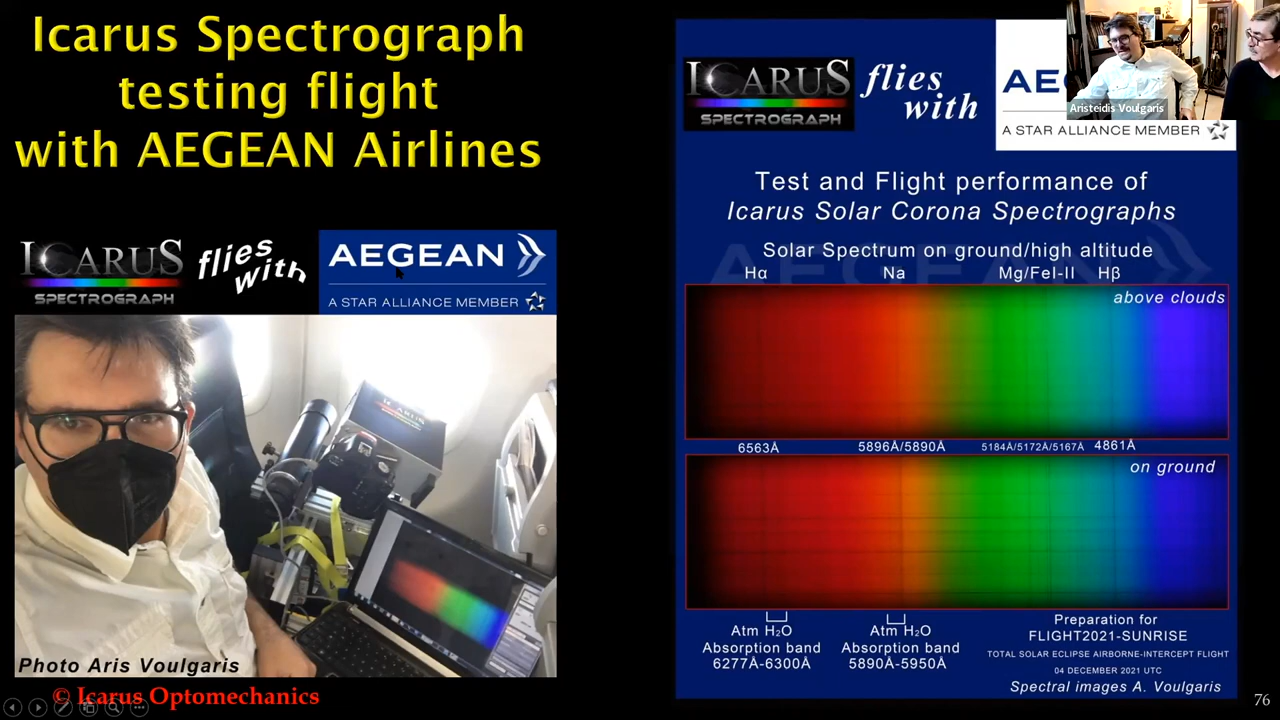 Icarus Spectrograph
testing flight
with AEGEAN Airlines
ICARUS
SPECTROGRAPH
flies
with
AEGEAN
A STAR ALLIANCE MEMBER
Photo Aris Voulgaris
© Icarus Optomechanics
ICARUS
SPECTROGRAPH
flies
with
AE
A STAR ALLIANCE MEMBER
Aristeidis Voulgaris
Test and Flight performance of
Icarus Solar Corona Spectrographs
Solar Spectrum on ground/high altitude
Hα Na Mg/FeI-II Hβ
above clouds
6563Å 5896Å/5890Å 5184Å/5172Å/5167Å 4861Å
on ground
Atm H₂O
Absorption band
6277Å-6300Å
Atm H₂O
Absorption band
5890Å-5950Å
Preparation for
FLIGHT2021-SUNRISE
TOTAL SOLAR ECLIPSE AIRBORNE-INTERCEPT FLIGHT
04 DECEMBER 2021 UTC
Spectral images A. Voulgaris
76